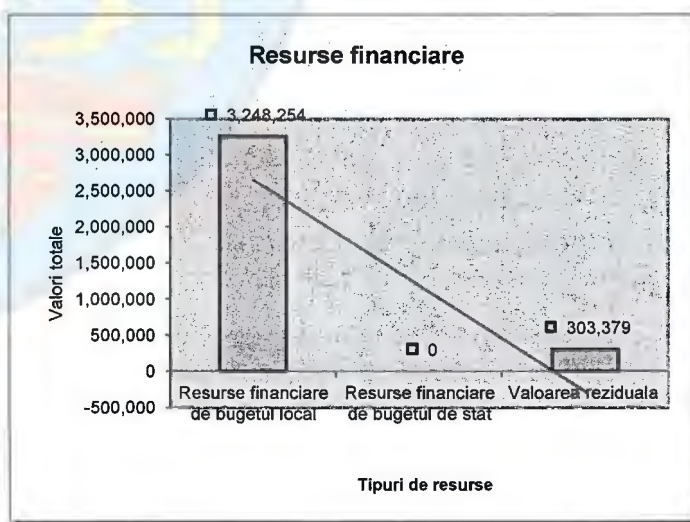 Resurse financiare
3,248,254
3,500,000
3,000,000
2,500,000
2,000,000
1,500,000
1,000,000
500,000
0
-500,000
Valori totale
0
303,379
Resurse financiare
de bugetul local
Resurse financiare
de bugetul de stat
Valoarea reziduala
Tipuri de resurse